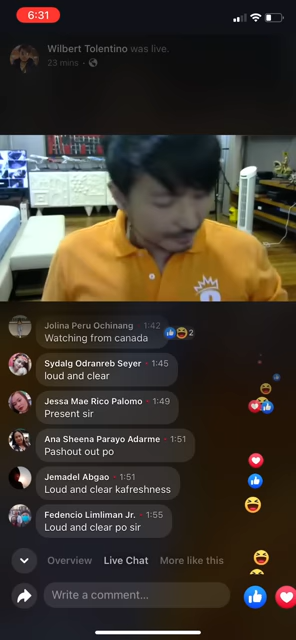 6:31
Wilbert Tolentino was live.
23 mins ·
Jolina Peru Ochinang · 1:42
Watching from canada
2
Sydalg Odranreb Seyer · 1:45
loud and clear
Jessa Mae Rico Palomo · 1:49
Present sir
Ana Sheena Parayo Adarme · 1:51
Pashout out po
Jemadel Abgao · 1:51
Loud and clear kafreshness
Federicio Limliman Jr. · 1:55
Loud and clear po sir
Overview Live Chat More like this
Write a comment...